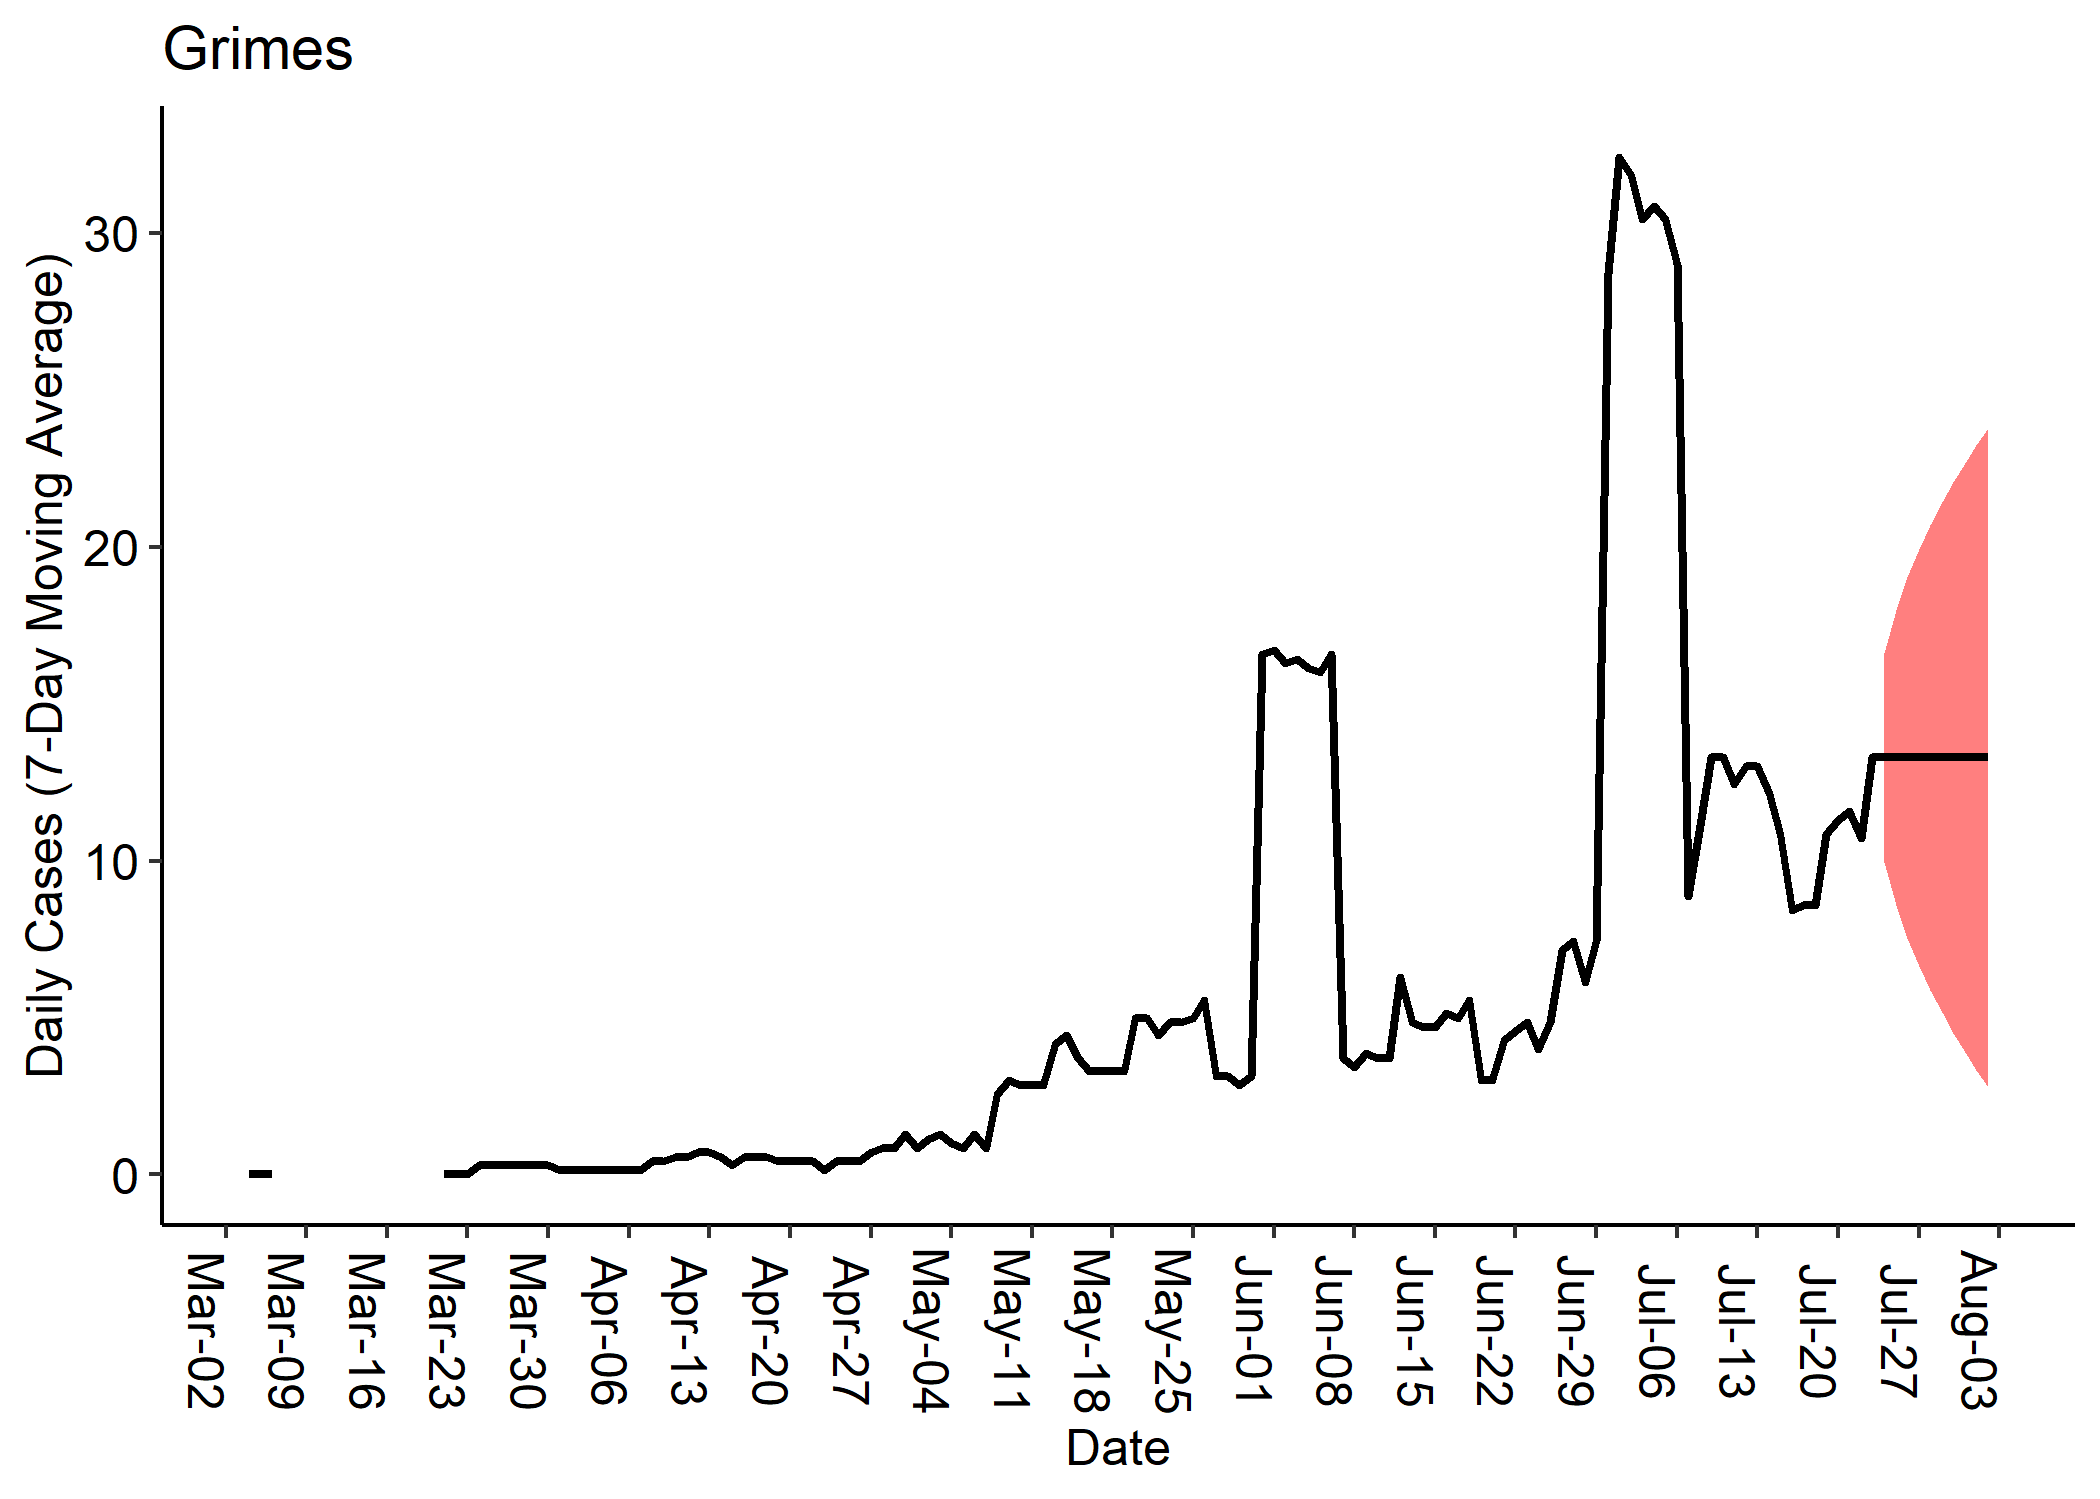 Grimes
Daily Cases (7-Day Moving Average)
30
20
10
0
Mar-02
Mar-09
Mar-16
Mar-23
Mar-30
Apr-06
Apr-13
Apr-20
Apr-27
May-04
May-11
May-18
May-25
Jun-01
Jun-08
Jun-15
Jun-22
Jun-29
Jul-06
Jul-13
Jul-20
Jul-27
Aug-03
Date